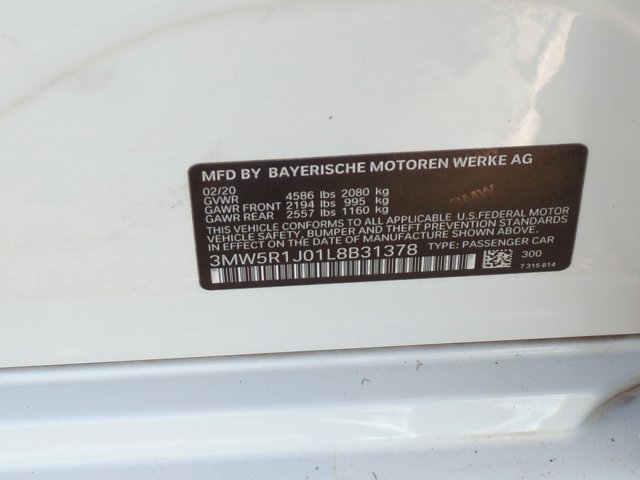 MFD BY BAYERISCHE MOTOREN WERKE AG
02/20
GVWR 4586 lbs 2080 kg
GAWR FRONT 2194 lbs 995 kg
GAWR REAR 2557 lbs 1160 kg
THIS VEHICLE CONFORMS TO ALL APPLICABLE U.S.FEDERAL MOTOR
VEHICLE SAFETY, BUMPER AND THEFT PREVENTION STANDARDS
IN EFFECT ON THE DATE OF MANUFACTURE SHOWN ABOVE.
3MW5R1J01L8B31378 TYPE: PASSENGER CAR
300
7 315 814
BMW